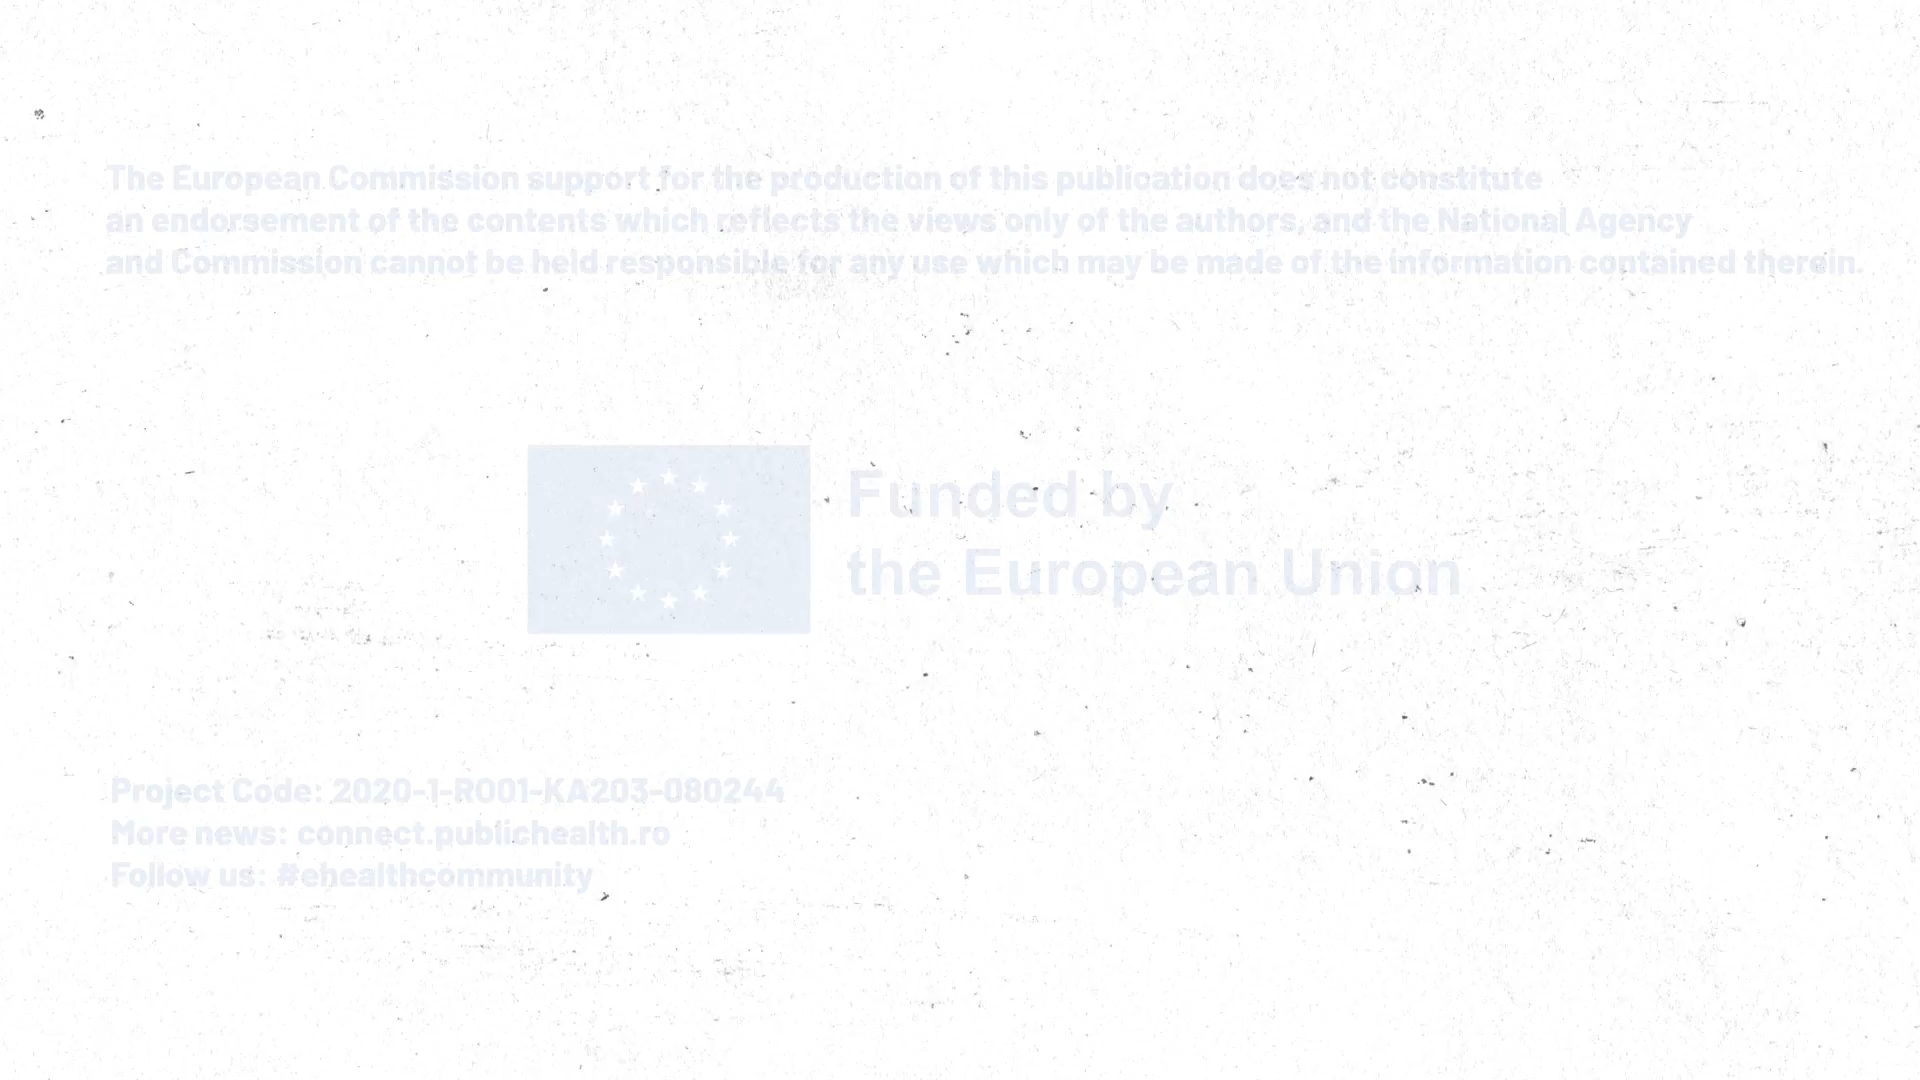 The European Commission support for the production of this publication does not constitute
an endorsement of the contents which reflects the views only of the authors, and the National Agency
and Commission cannot be held responsible for any use which may be made of the information contained therein.
Funded by
the European Union
Project Code: 2020-1-RO01-KA203-080244
More news: connect.publichealth.ro
Follow us: #ehealthcommunity